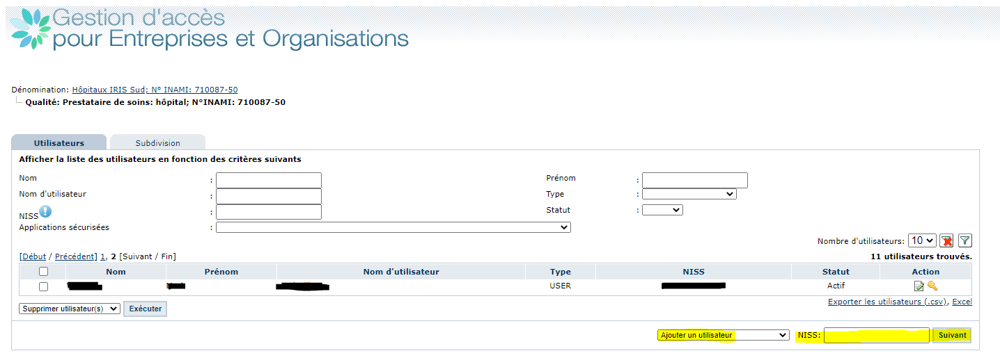 Gestion d'accès
pour Entreprises et Organisations
Dénomination: Hôpitaux IRIS Sud; N° INAMI: 710087-50
Qualité: Prestataire de soins: hôpital; N°INAMI: 710087-50
Utilisateurs Subdivision
Afficher la liste des utilisateurs en fonction des critères suivants
Nom : Prénom :
Nom d'utilisateur : Type :
NISS : Statut :
Applications sécurisées :
Nombre d'utilisateurs: 10
[Début / Précédent] 1, 2 [Suivant / Fin] 11 utilisateurs trouvés.
Nom Prénom Nom d'utilisateur Type NISS Statut Action
USER Actif
Exporter les utilisateurs (.csv), Excel
Supprimer utilisateur(s) Exécuter
Ajouter un utilisateur NISS: Suivant